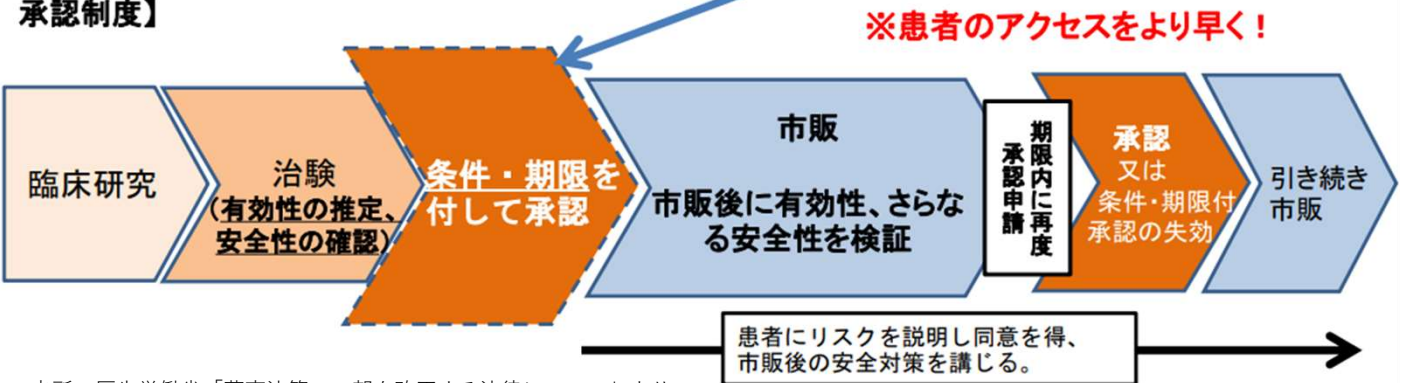 承認制度】
※患者のアクセスをより早く！
臨床研究
治験
（有効性の推定、
安全性の確認）
条件・期限を
付して承認
市販
市販後に有効性、さらな
る安全性を検証
期限内に再度
承認申請
承認
又は
条件・期限付
承認の失効
引き続き
市販
患者にリスクを説明し同意を得、
市販後の安全対策を講じる。